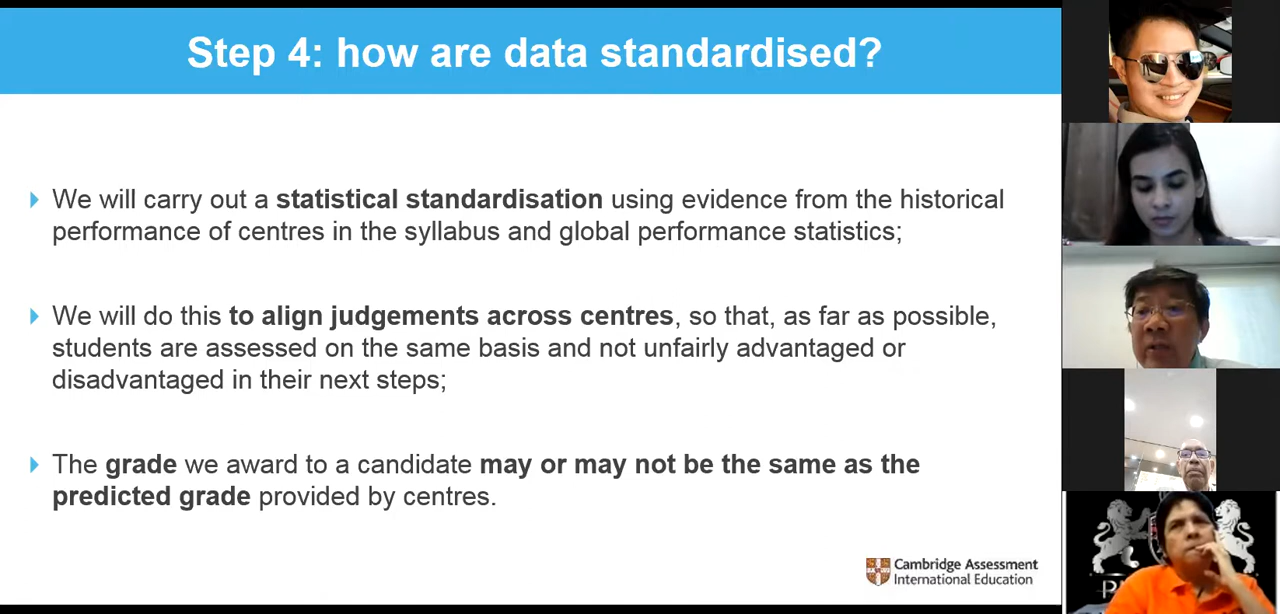 Step 4: how are data standardised?
We will carry out a statistical standardisation using evidence from the historical
performance of centres in the syllabus and global performance statistics;
We will do this to align judgements across centres, so that, as far as possible,
students are assessed on the same basis and not unfairly advantaged or
disadvantaged in their next steps;
The grade we award to a candidate may or may not be the same as the
predicted grade provided by centres.
Cambridge Assessment
International Education